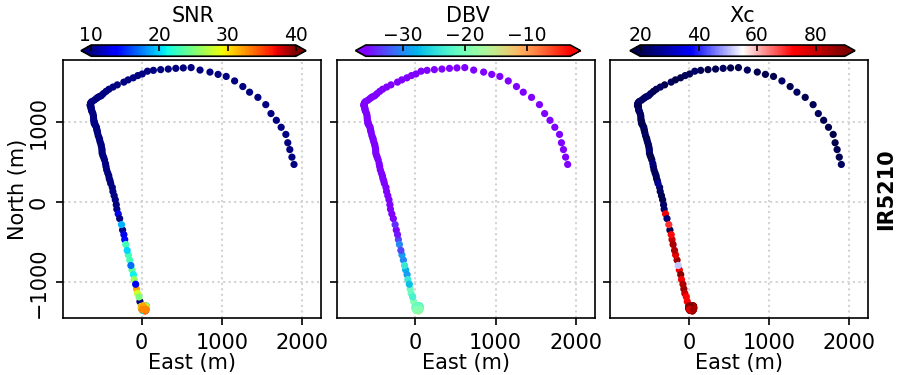 SNR DBV Xc
10 20 30 40 −30 −20 −10 20 40 60 80
1000
0
−1000
North (m)
IR5210
0 1000 2000 0 1000 2000 0 1000 2000
East (m) East (m) East (m)